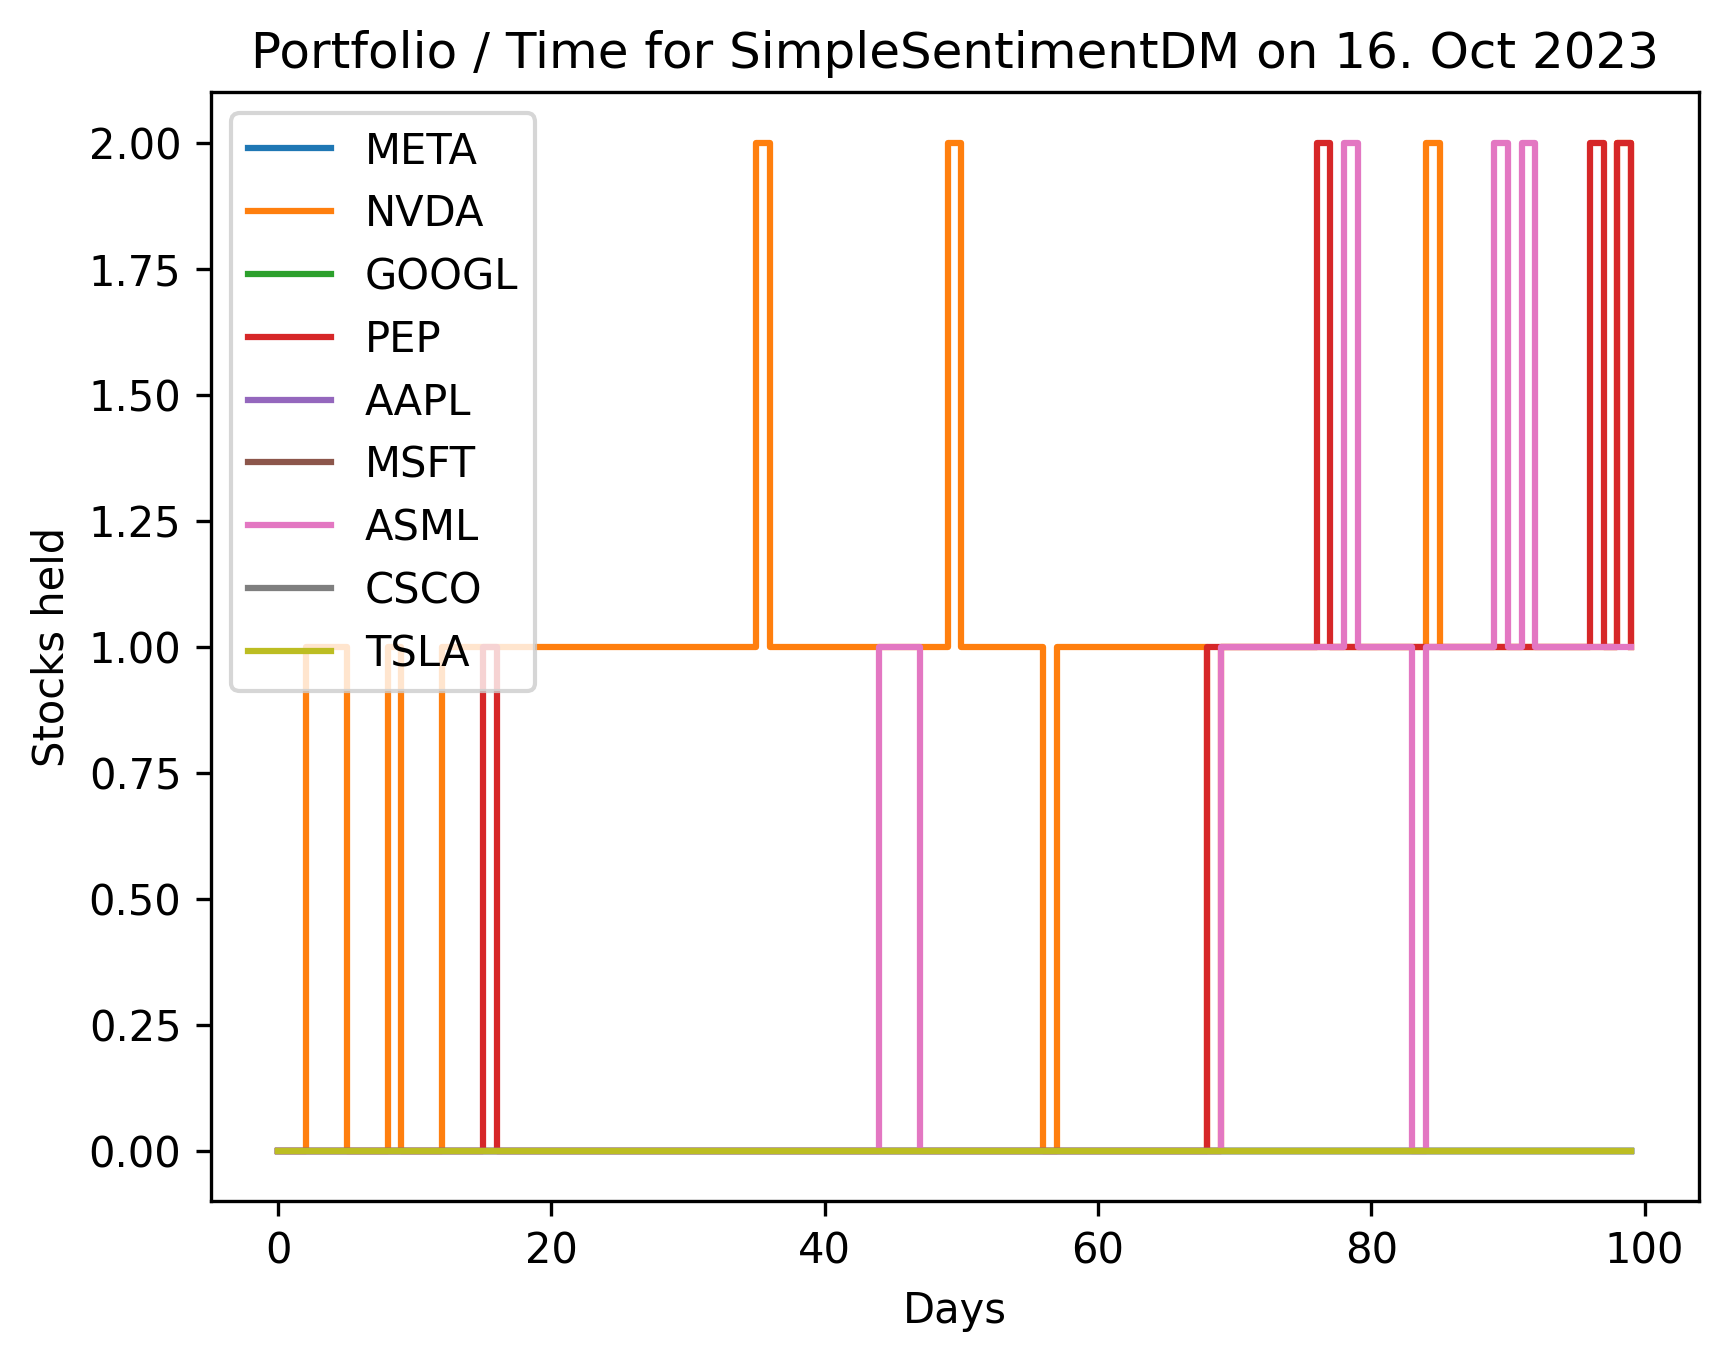 Portfolio / Time for SimpleSentimentDM on 16. Oct 2023
2.00
1.75
1.50
1.25
1.00
0.75
0.50
0.25
0.00
Stocks held
META
NVDA
GOOGL
PEP
AAPL
MSFT
ASML
CSCO
TSLA
0 20 40 60 80 100
Days